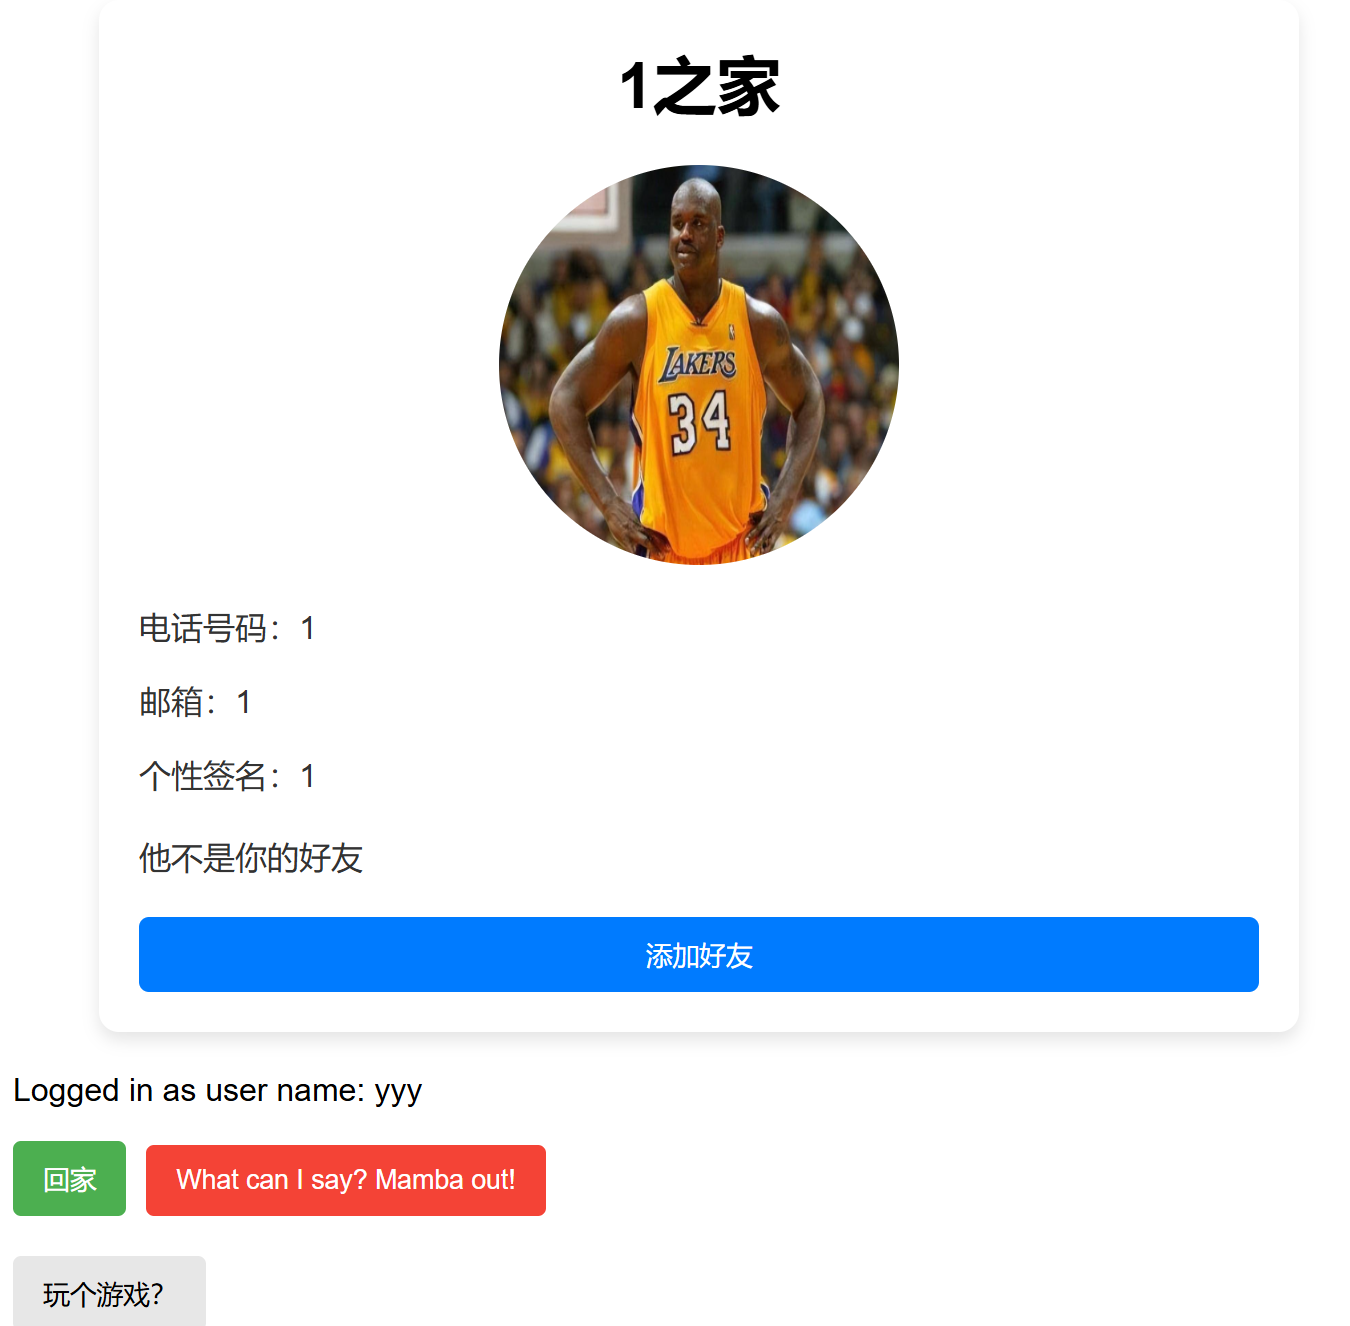 1之家
LAKERS
34
电话号码：1
邮箱：1
个性签名：1
他不是你的好友
添加好友
Logged in as user name: yyy
回家
What can I say? Mamba out!
玩个游戏?